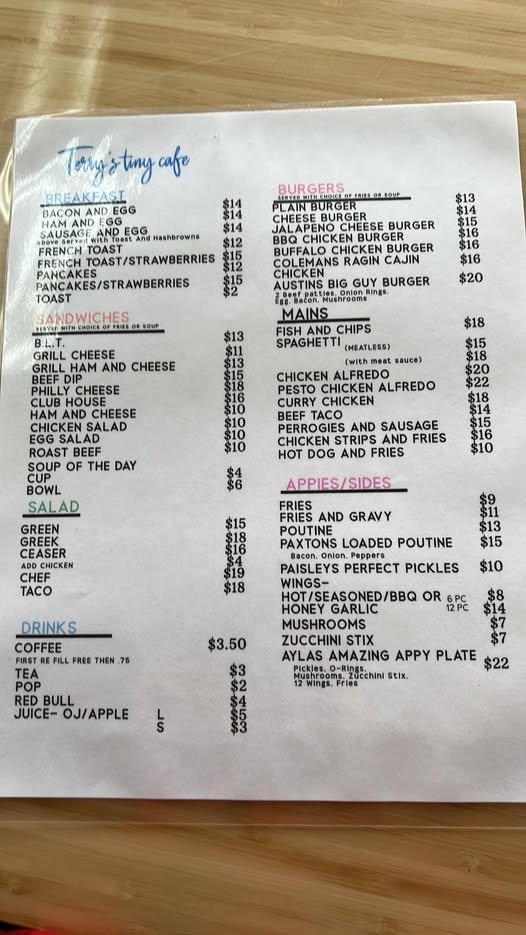 Terry's tiny cafe
BREAKFAST
BACON AND EGG $14
HAM AND EGG $14
SAUSAGE AND EGG $14
Above Served With Toast And Hashbrowns
FRENCH TOAST $12
FRENCH TOAST/STRAWBERRIES $15
PANCAKES $12
PANCAKES/STRAWBERRIES $15
TOAST $2
SANDWICHES
SERVED WITH CHOICE OF FRIES OR SOUP
B.L.T. $13
GRILL CHEESE $11
GRILL HAM AND CHEESE $13
BEEF DIP $15
PHILLY CHEESE $18
CLUB HOUSE $16
HAM AND CHEESE $10
CHICKEN SALAD $10
EGG SALAD $10
ROAST BEEF $10
SOUP OF THE DAY
CUP $4
BOWL $6
SALAD
GREEN $15
GREEK $18
CEASER $16
ADD CHICKEN $4
CHEF $19
TACO $18
DRINKS
COFFEE $3.50
FIRST RE FILL FREE THEN .75
TEA $3
POP $2
RED BULL $4
JUICE- OJ/APPLE L $5
S $3
BURGERS
SERVED WITH CHOICE OF FRIES OR SOUP
PLAIN BURGER $13
CHEESE BURGER $14
JALAPENO CHEESE BURGER $15
BBQ CHICKEN BURGER $16
BUFFALO CHICKEN BURGER $16
COLEMANS RAGIN CAJIN $16
CHICKEN
AUSTINS BIG GUY BURGER $20
2 Beef patties, Onion Rings,
Egg, Bacon, Mushrooms
MAINS
FISH AND CHIPS $18
SPAGHETTI (MEATLESS) $15
(with meat sauce) $18
CHICKEN ALFREDO $20
PESTO CHICKEN ALFREDO $22
CURRY CHICKEN $18
BEEF TACO $14
PERROGIES AND SAUSAGE $15
CHICKEN STRIPS AND FRIES $16
HOT DOG AND FRIES $10
APPIES/SIDES
FRIES $9
FRIES AND GRAVY $11
POUTINE $13
PAXTONS LOADED POUTINE $15
Bacon, Onion, Peppers
PAISLEYS PERFECT PICKLES $10
WINGS-
HOT/SEASONED/BBQ OR 6 PC $8
HONEY GARLIC 12 PC $14
MUSHROOMS $7
ZUCCHINI STIX $7
AYLAS AMAZING APPY PLATE $22
Pickles, O-Rings,
Mushrooms, Zucchini Stix,
12 Wings, Fries